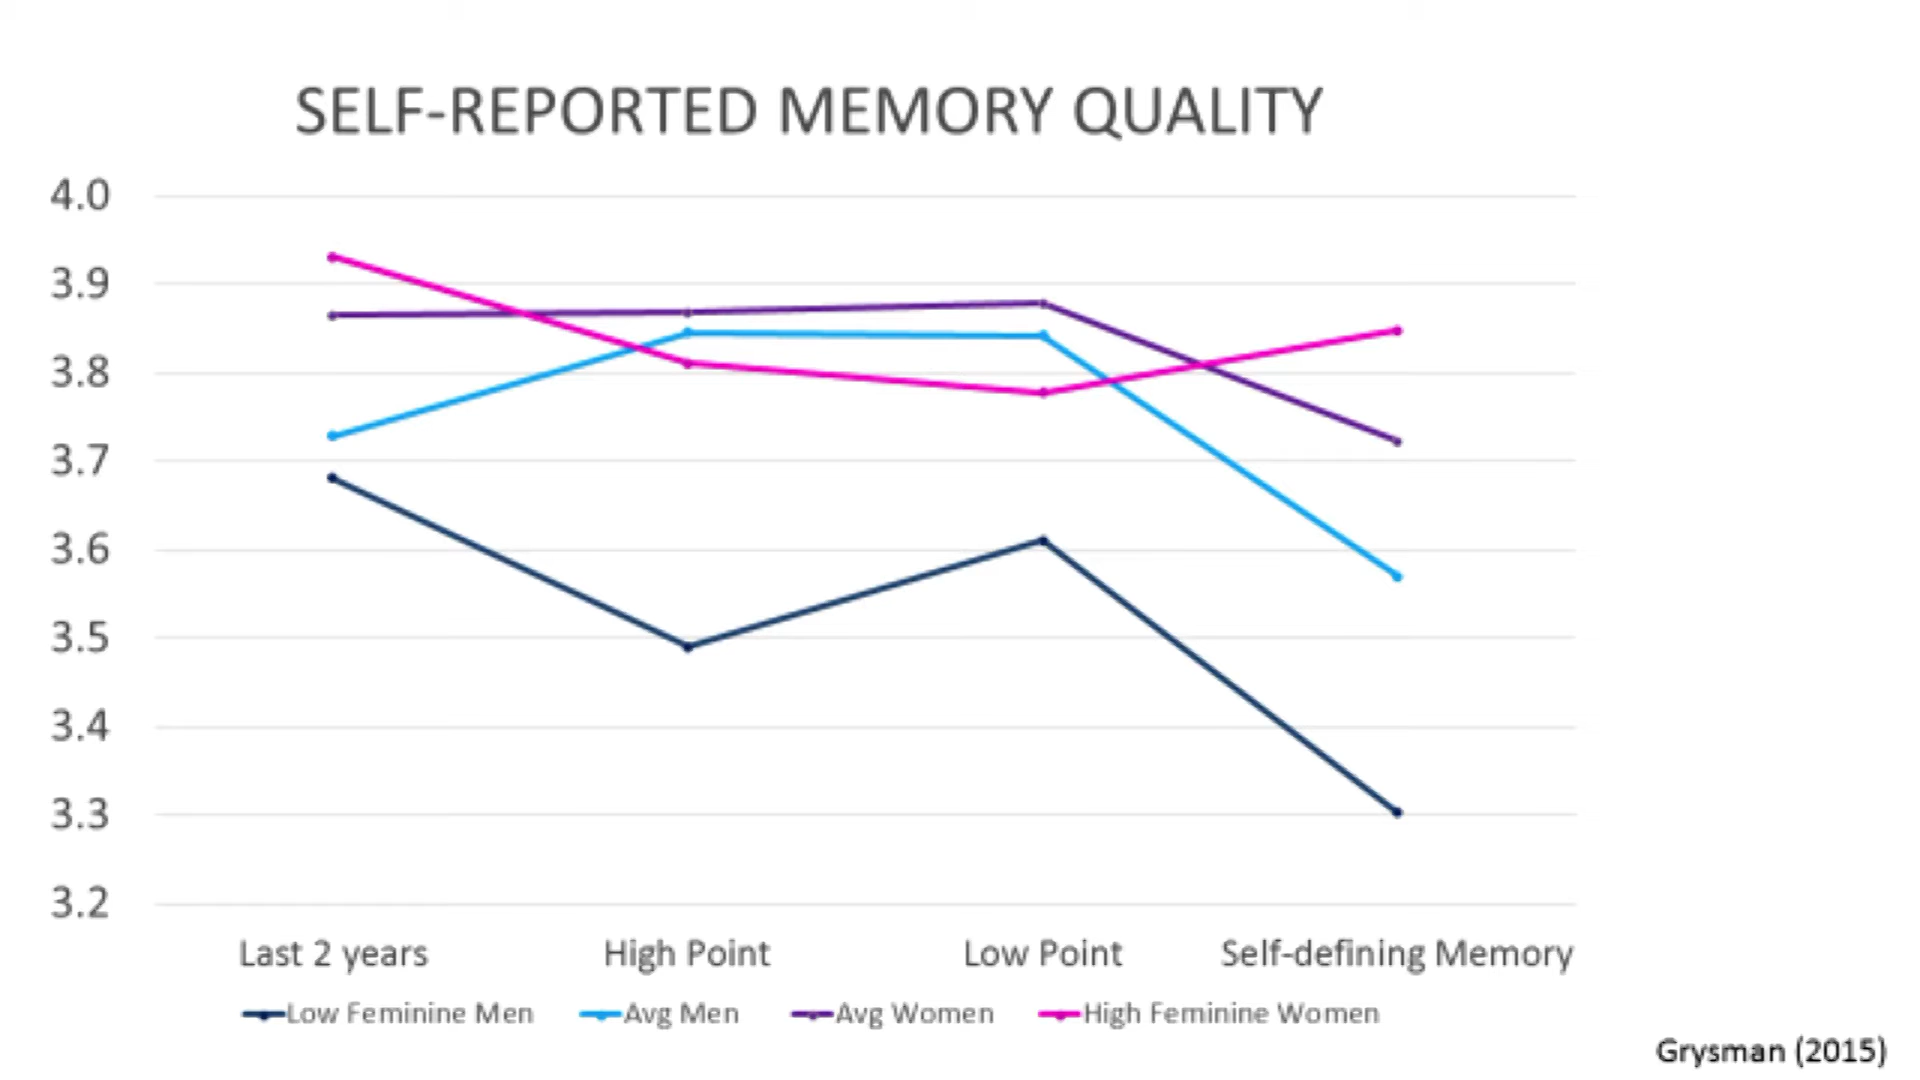 SELF-REPORTED MEMORY QUALITY
4.0
3.9
3.8
3.7
3.6
3.5
3.4
3.3
3.2
Last 2 years High Point Low Point Self-defining Memory
Low Feminine Men Avg Men Avg Women High Feminine Women
Grysman (2015)